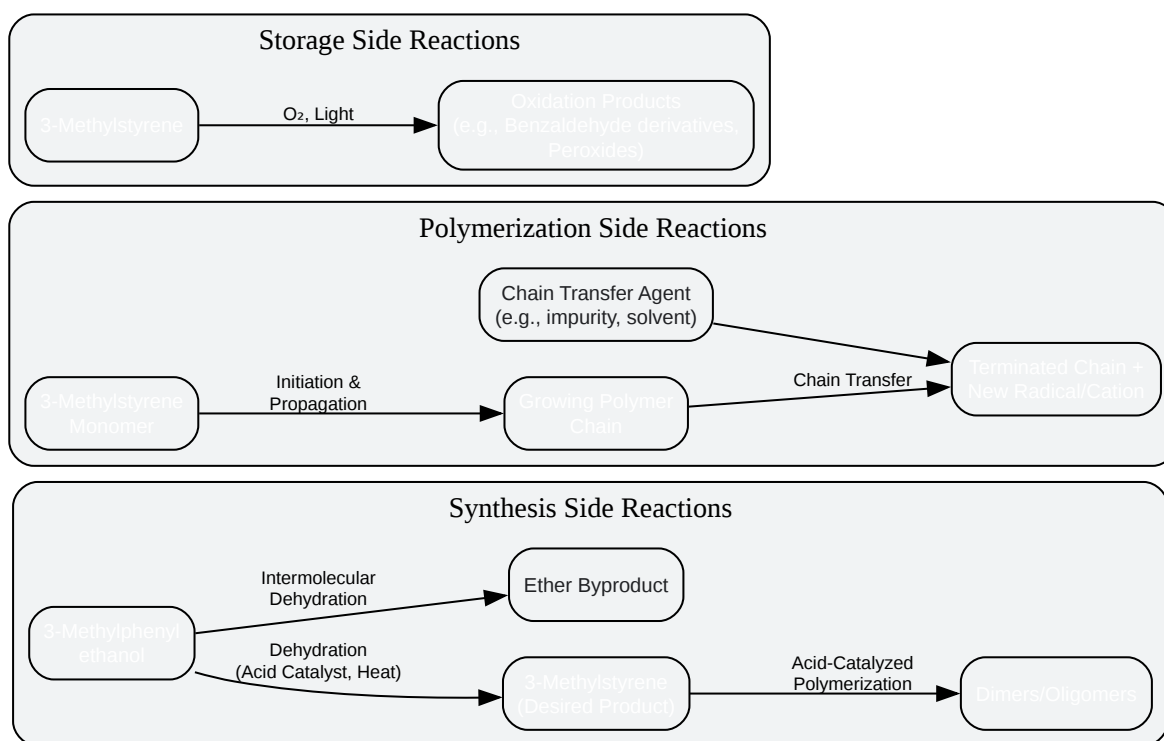 Storage Side Reactions
3-Methylstyrene
O₂, Light
Oxidation Products
(e.g., Benzaldehyde derivatives,
Peroxides)
Polymerization Side Reactions
Chain Transfer Agent
(e.g., impurity, solvent)
3-Methylstyrene
Monomer
Initiation &
Propagation
Growing Polymer
Chain
Chain Transfer
Terminated Chain +
New Radical/Cation
Synthesis Side Reactions
3-Methylphenyl
ethanol
Intermolecular
Dehydration
Ether Byproduct
Dehydration
(Acid Catalyst, Heat)
3-Methylstyrene
(Desired Product)
Acid-Catalyzed
Polymerization
Dimers/Oligomers